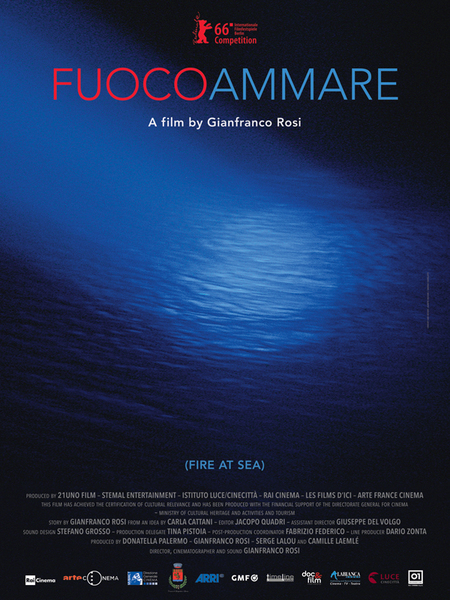 66
Internationale
Filmfestspiele
Berlin
Competition
FUOCOAMMARE
A film by Gianfranco Rosi
(FIRE AT SEA)
PRODUCED BY 21UNO FILM - STEMAL ENTERTAINMENT - ISTITUTO LUCE/CINECITTÀ - RAI CINEMA - LES FILMS D'ICI - ARTE FRANCE CINEMA
THIS FILM HAS ACHIEVED THE CERTIFICATION OF CULTURAL RELEVANCE AND HAS BEEN PRODUCED WITH THE FINANCIAL SUPPORT OF THE DIRECTORATE GENERAL FOR CINEMA
– MINISTRY OF CULTURAL HERITAGE AND ACTIVITIES AND TOURISM
STORY BY GIANFRANCO ROSI FROM AN IDEA BY CARLA CATTANI - EDITOR JACOPO QUADRI - ASSISTANT DIRECTOR GIUSEPPE DEL VOLGO
SOUND DESIGN STEFANO GROSSO - PRODUCTION DELEGATE TINA PISTOIA - POST-PRODUCTION COORDINATOR FABRIZIO FEDERICO - LINE PRODUCER DARIO ZONTA
PRODUCED BY DONATELLA PALERMO - GIANFRANCO ROSI - SERGE LALOU AND CAMILLE LAEMLÉ
DIRECTOR, CINEMATOGRAPHER AND SOUND GIANFRANCO ROSI
Rai Cinema arte CINEMA ARRI GMF timeline doc&film LABIANCA LUCE CINECITTÀ 01